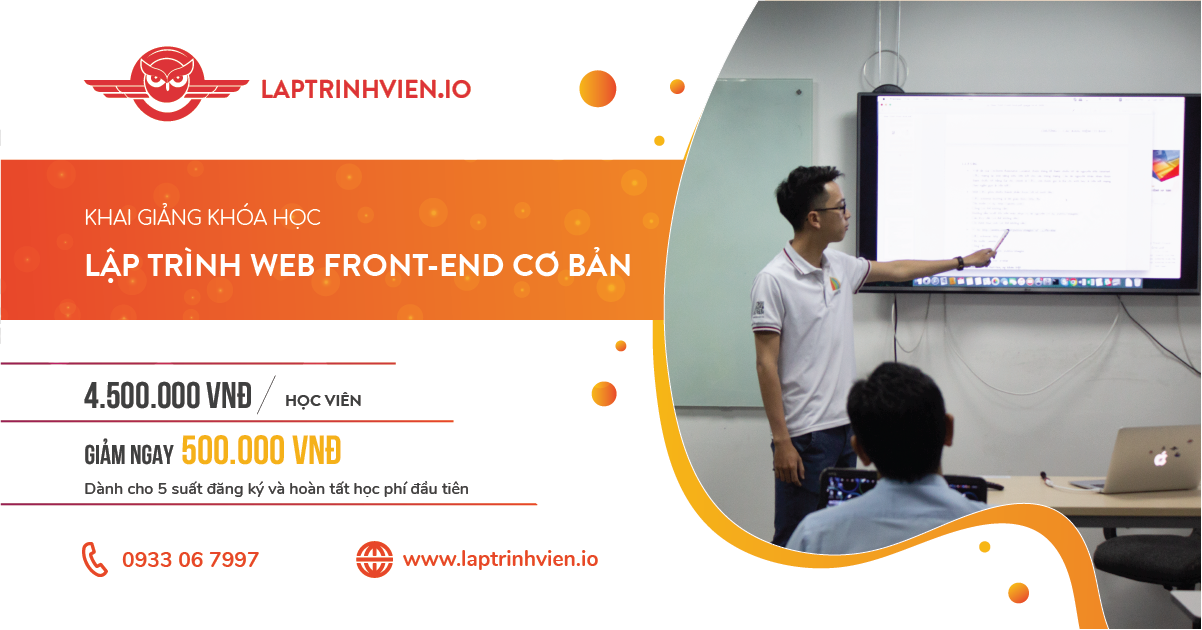 LAPTRINHVIEN.IO
KHAI GIẢNG KHÓA HỌC
LẬP TRÌNH WEB FRONT-END CƠ BẢN
4.500.000 VNĐ / HỌC VIÊN
GIẢM NGAY 500.000 VNĐ
Dành cho 5 suất đăng ký và hoàn tất học phí đầu tiên
0933 06 7997
www.laptrinhvien.io